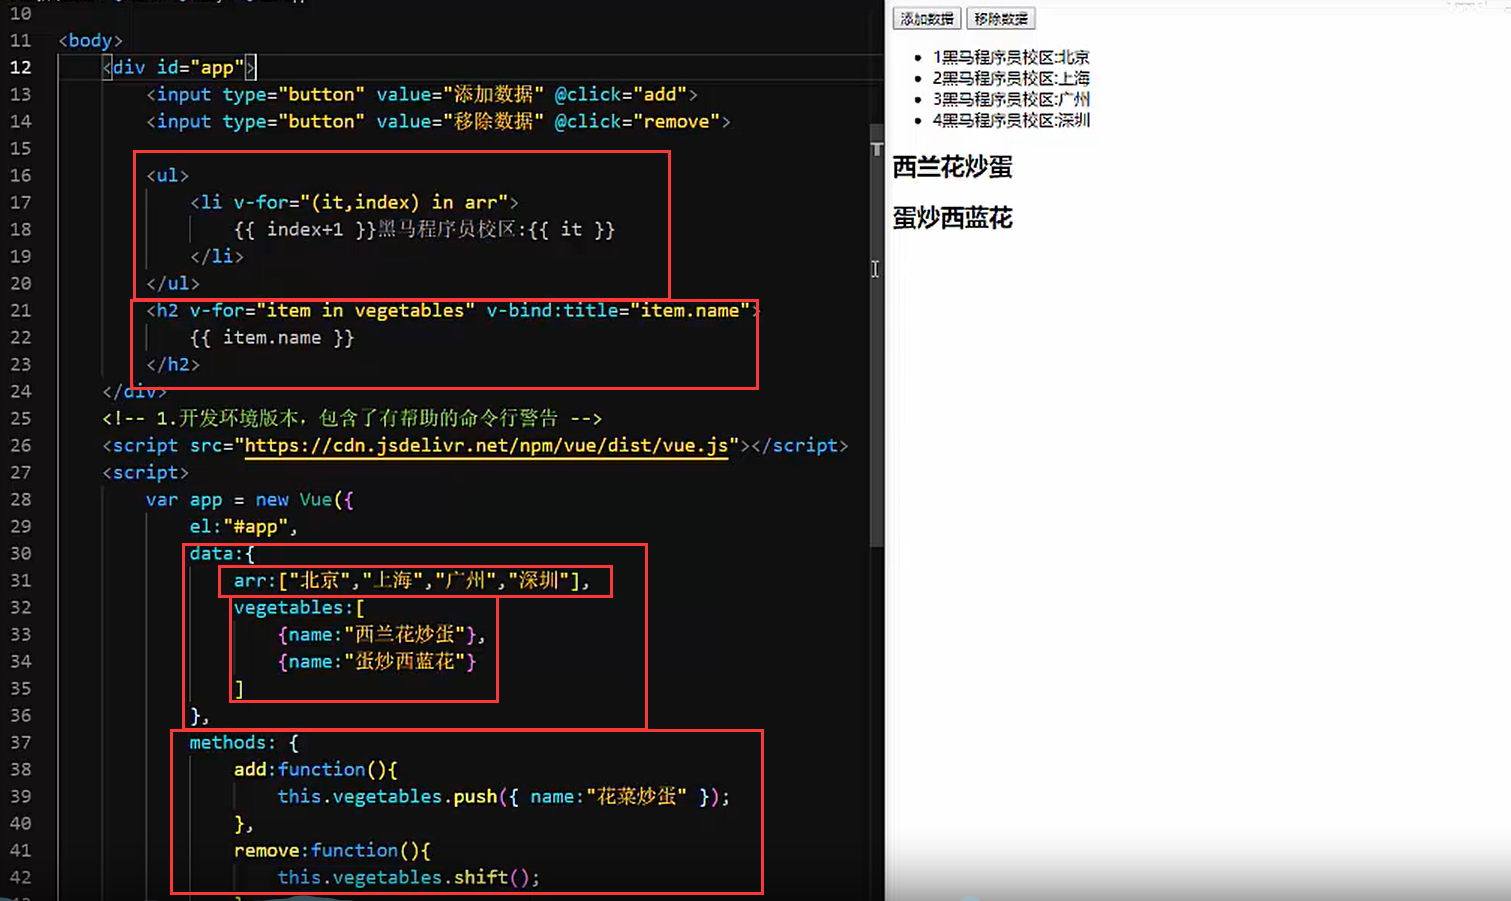 10
11 <body>
12 <div id="app">
13 <input type="button" value="添加数据" @click="add">
14 <input type="button" value="移除数据" @click="remove">
15
16 <ul>
17 <li v-for="(it,index) in arr">
18 {{ index+1 }}黑马程序员校区:{{ it }}
19 </li>
20 </ul>
21 <h2 v-for="item in vegetables" v-bind:title="item.name">
22 {{ item.name }}
23 </h2>
24 </div>
25 <!-- 1.开发环境版本，包含了有帮助的命令行警告 -->
26 <script src="https://cdn.jsdelivr.net/npm/vue/dist/vue.js"></script>
27 <script>
28 var app = new Vue({
29 el:"#app",
30 data:{
31 arr:["北京","上海","广州","深圳"],
32 vegetables:[
33 {name:"西兰花炒蛋"},
34 {name:"蛋炒西蓝花"}
35 ]
36 },
37 methods: {
38 add:function(){
39 this.vegetables.push({ name:"花菜炒蛋" });
40 },
41 remove:function(){
42 this.vegetables.shift();
添加数据 移除数据
1黑马程序员校区:北京
2黑马程序员校区:上海
3黑马程序员校区:广州
4黑马程序员校区:深圳
西兰花炒蛋
蛋炒西蓝花